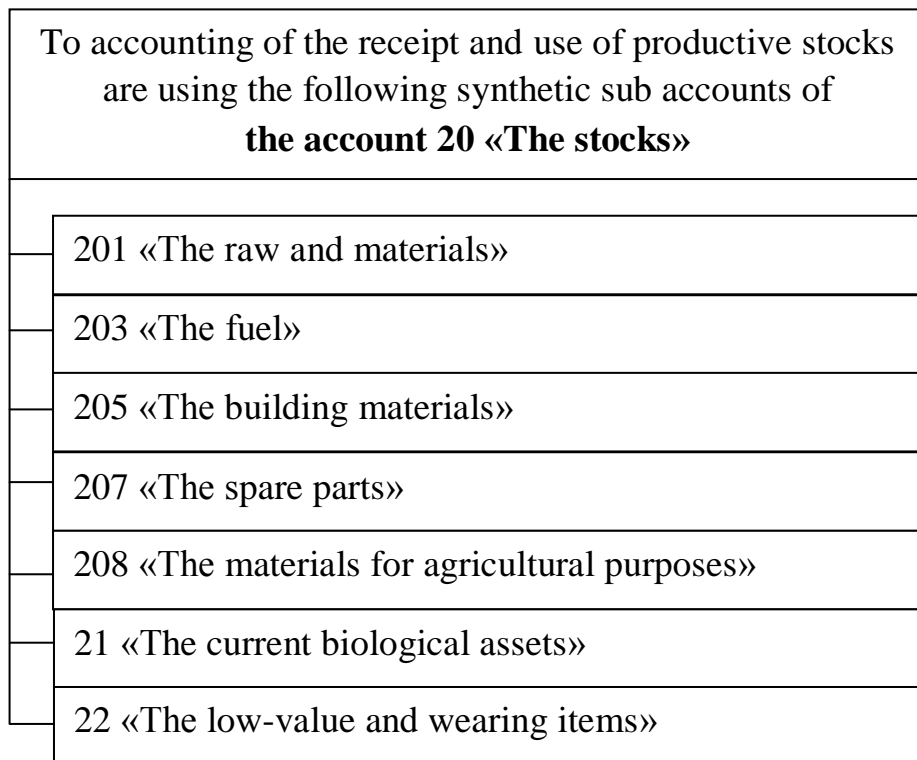 To accounting of the receipt and use of productive stocks
are using the following synthetic sub accounts of
the account 20 «The stocks»
201 «The raw and materials»
203 «The fuel»
205 «The building materials»
207 «The spare parts»
208 «The materials for agricultural purposes»
21 «The current biological assets»
22 «The low-value and wearing items»